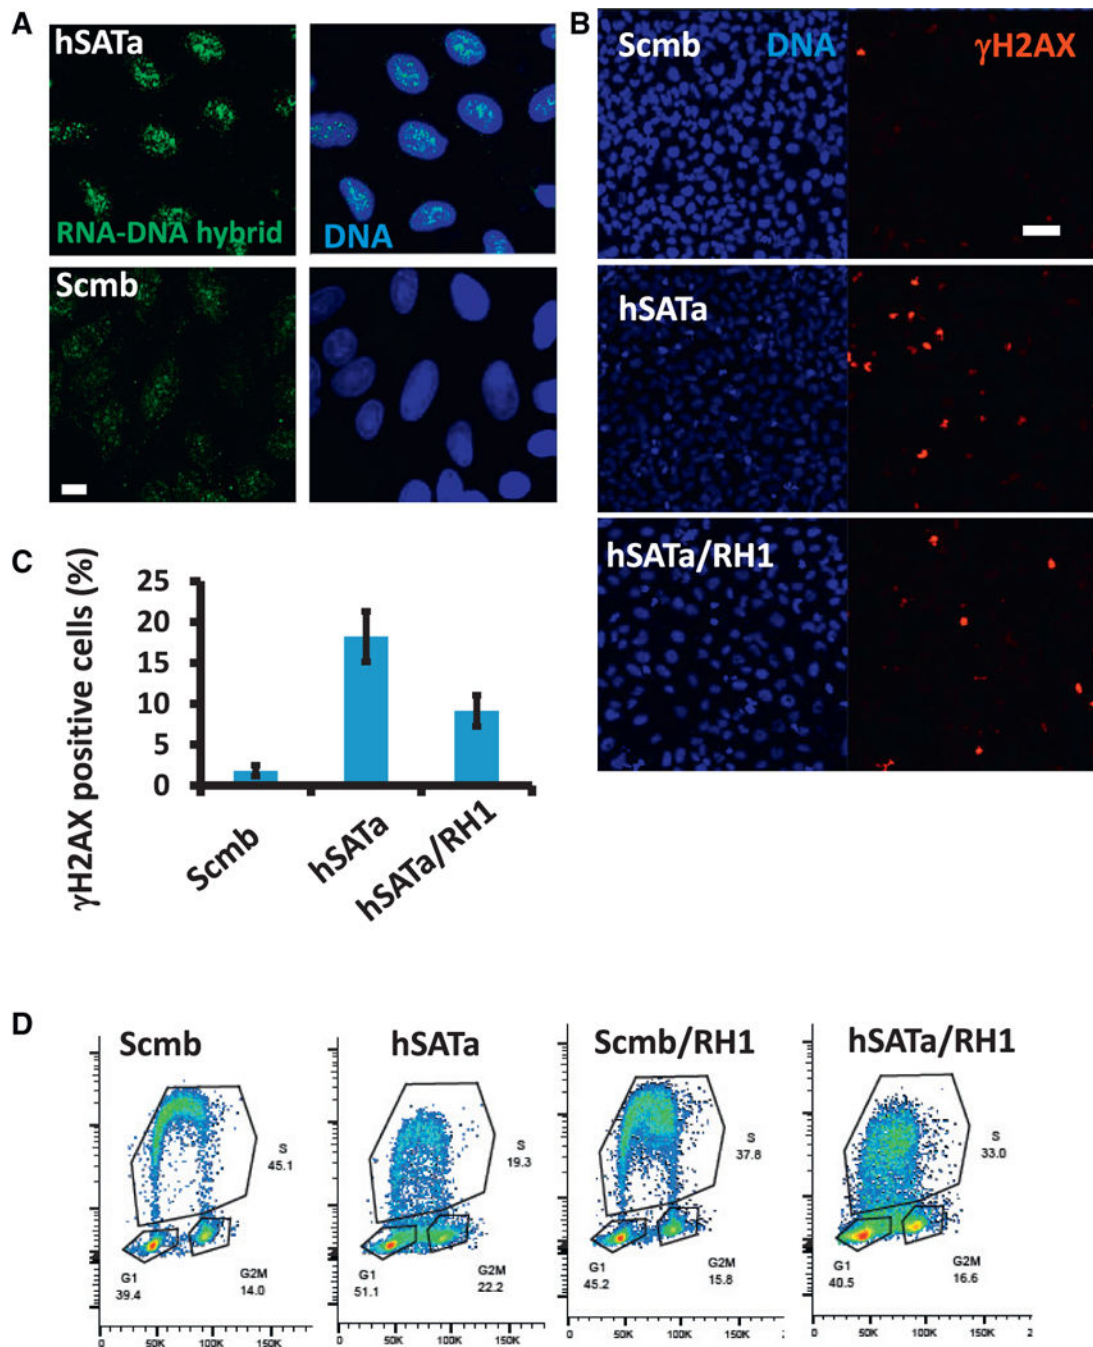 A
hSATa
RNA-DNA hybrid
DNA
Scmb
B
Scmb
DNA
γH2AX
hSATa
hSATa/RH1
C
γH2AX positive cells (%)
25
20
15
10
5
0
Scmb
hSATa
hSATa/RH1
D
Scmb
S
45.1
G1
39.4
G2M
14.0
0 50K 100K 150K 200K
hSATa
S
19.3
G1
51.1
G2M
22.2
0 50K 100K 150K 200K
Scmb/RH1
S
37.8
G1
45.2
G2M
15.8
0 50K 100K 150K 200K
hSATa/RH1
S
33.0
G1
40.5
G2M
16.6
0 50K 100K 150K 200K